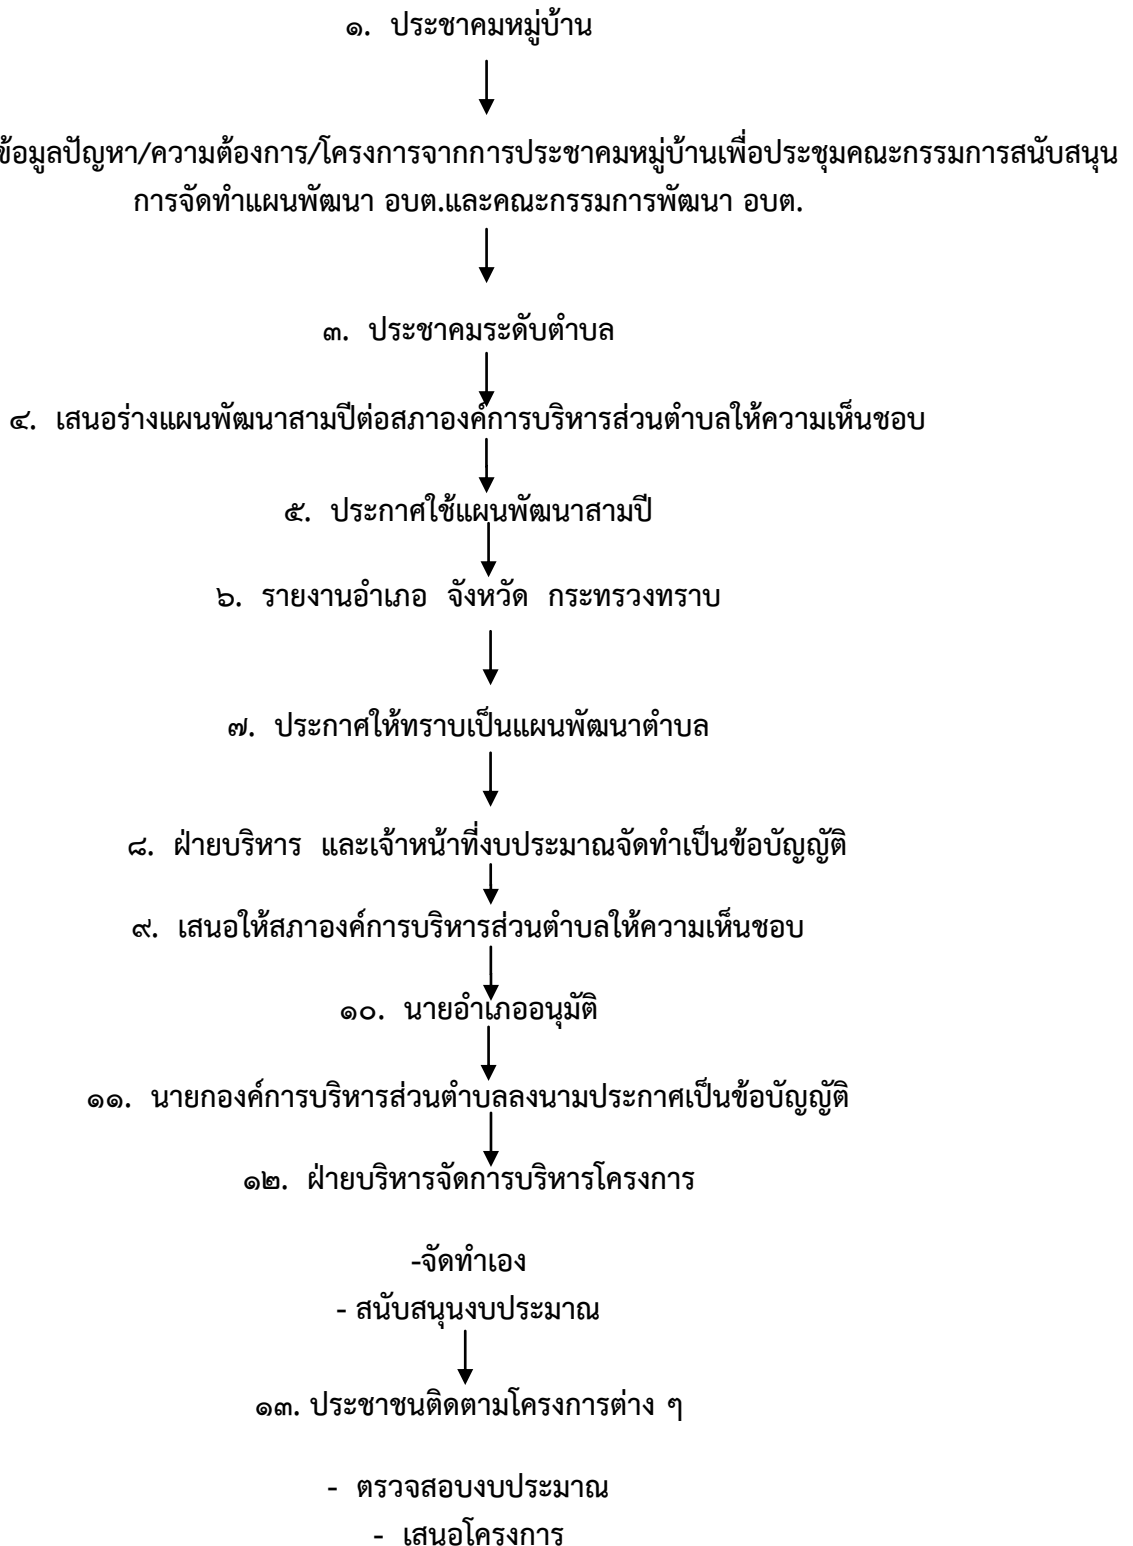 ๑. ประชาคมหมู่บ้าน
ข้อมูลปัญหา/ความต้องการ/โครงการจากการประชาคมหมู่บ้านเพื่อประชุมคณะกรรมการสนับสนุน
การจัดทำแผนพัฒนา อบต.และคณะกรรมการพัฒนา อบต.
๓. ประชาคมระดับตำบล
๔. เสนอร่างแผนพัฒนาสามปีต่อสภาองค์การบริหารส่วนตำบลให้ความเห็นชอบ
๕. ประกาศใช้แผนพัฒนาสามปี
๖. รายงานอำเภอ จังหวัด กระทรวงทราบ
๗. ประกาศให้ทราบเป็นแผนพัฒนาตำบล
๘. ฝ่ายบริหาร และเจ้าหน้าที่งบประมาณจัดทำเป็นข้อบัญญัติ
๙. เสนอให้สภาองค์การบริหารส่วนตำบลให้ความเห็นชอบ
๑๐. นายอำเภออนุมัติ
๑๑. นายกองค์การบริหารส่วนตำบลลงนามประกาศเป็นข้อบัญญัติ
๑๒. ฝ่ายบริหารจัดการบริหารโครงการ
-จัดทำเอง
- สนับสนุนงบประมาณ
๑๓. ประชาชนติดตามโครงการต่าง ๆ
- ตรวจสอบงบประมาณ
- เสนอโครงการ